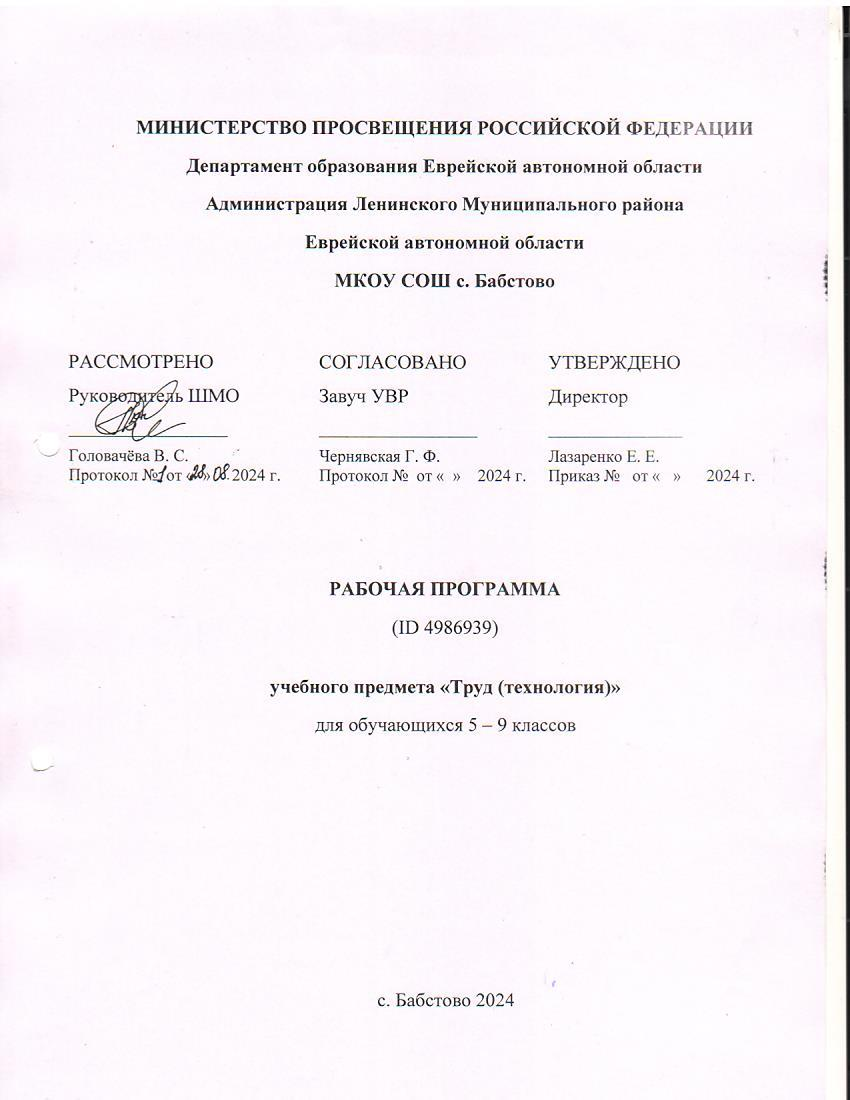 МИНИСТЕРСТВО ПРОСВЕЩЕНИЯ РОССИЙСКОЙ ФЕДЕРАЦИИ
Департамент образования Еврейской автономной области
Администрация Ленинского Муниципального района
Еврейской автономной области
МКОУ СОШ с. Бабстово
РАССМОТРЕНО
Руководитель ШМО
Головачёва В. С.
Протокол №1 от «28» 08. 2024 г.
СОГЛАСОВАНО
Завуч УВР
Чернявская Г. Ф.
Протокол № от « » 2024 г.
УТВЕРЖДЕНО
Директор
Лазаренко Е. Е.
Приказ № от « » 2024 г.
РАБОЧАЯ ПРОГРАММА
(ID 4986939)
учебного предмета «Труд (технология)»
для обучающихся 5 – 9 классов
с. Бабстово 2024